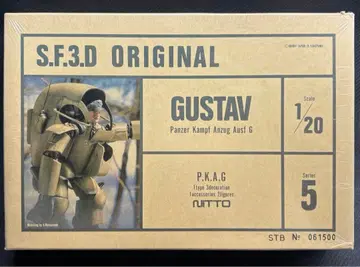 S.F.3.D ORIGINAL
GUSTAV
Panzer Kampf Anzug Ausf G
Scale
1/20
P.K.A.G
NITTO
Series
5
STB № 061500